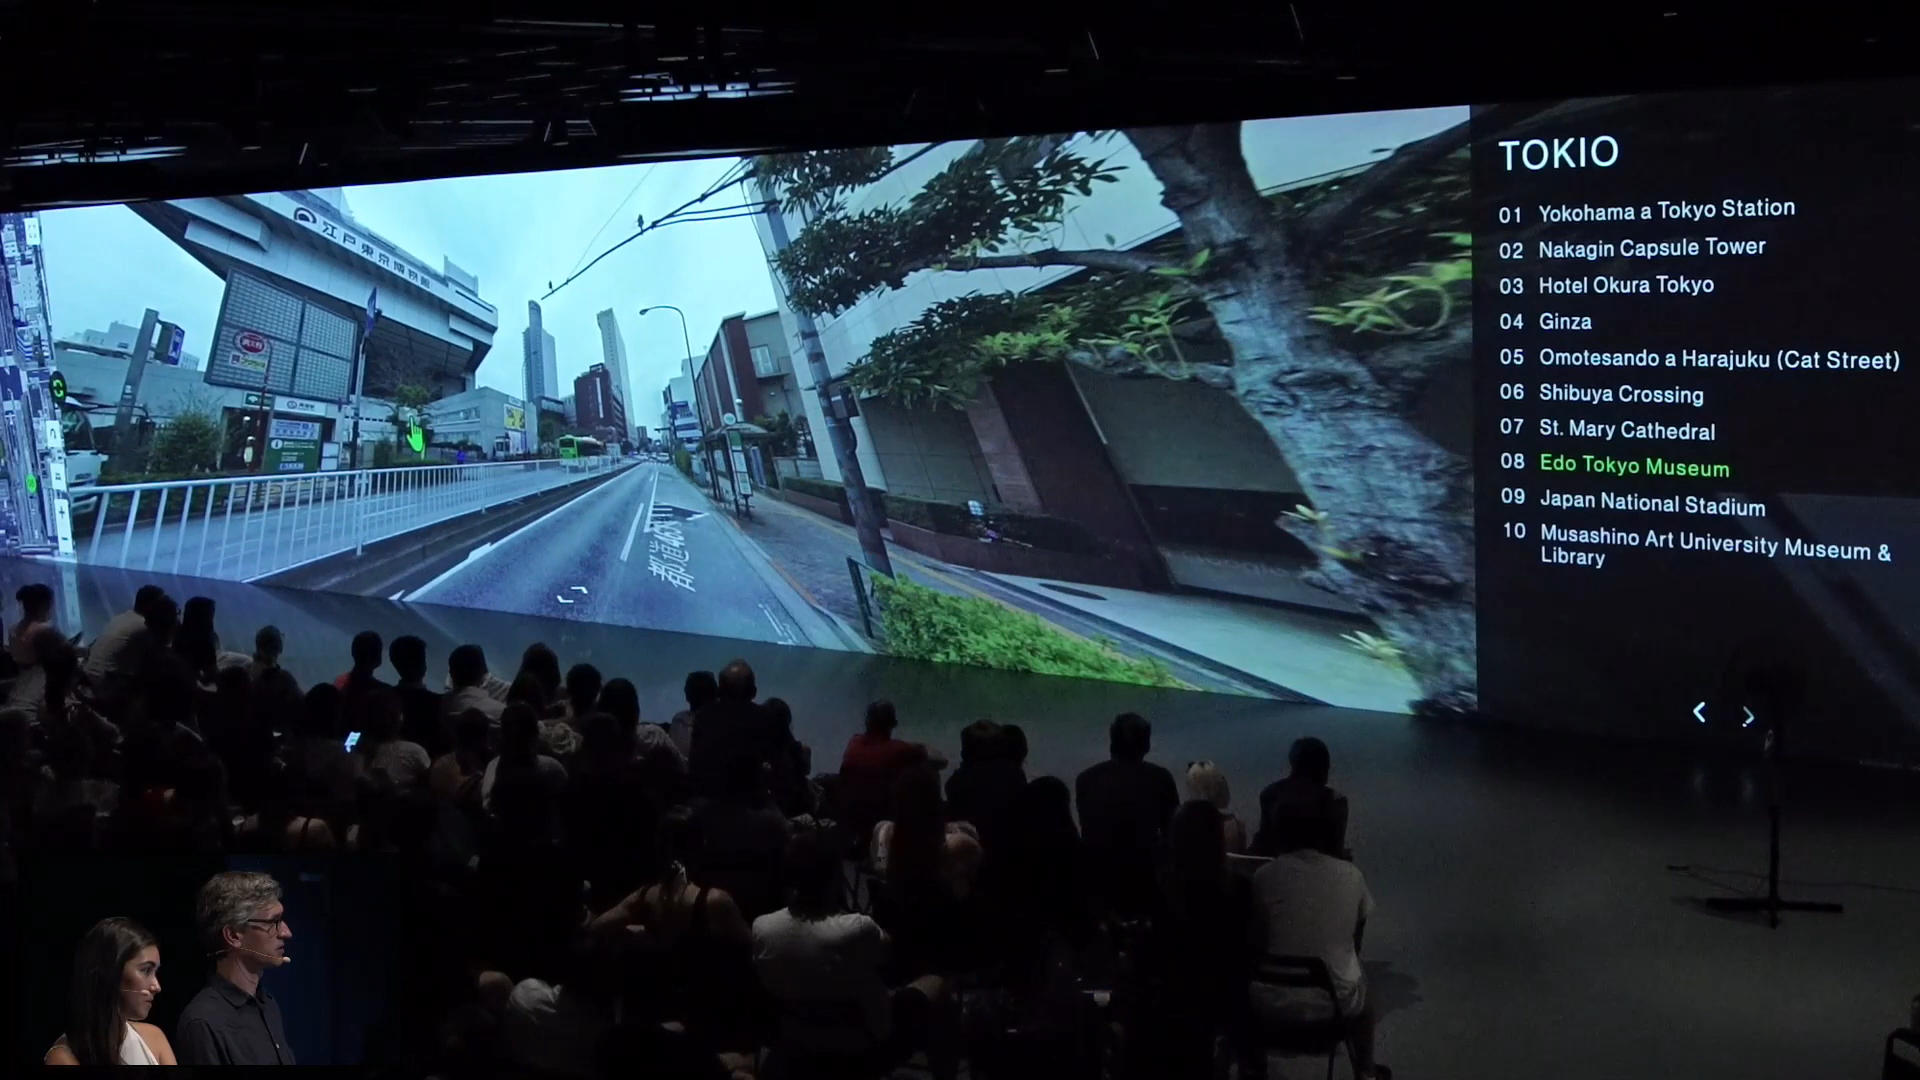 江戸東京博物館
TOKIO
01 Yokohama a Tokyo Station
02 Nakagin Capsule Tower
03 Hotel Okura Tokyo
04 Ginza
05 Omotesando a Harajuku (Cat Street)
06 Shibuya Crossing
07 St. Mary Cathedral
08 Edo Tokyo Museum
09 Japan National Stadium
10 Musashino Art University Museum &
Library